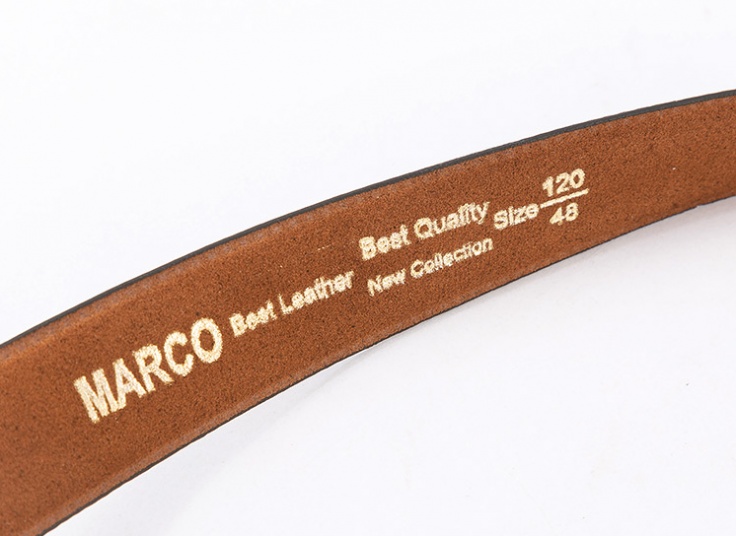 MARCO Best Leather
Best Quality
New Collection
Size
120
48